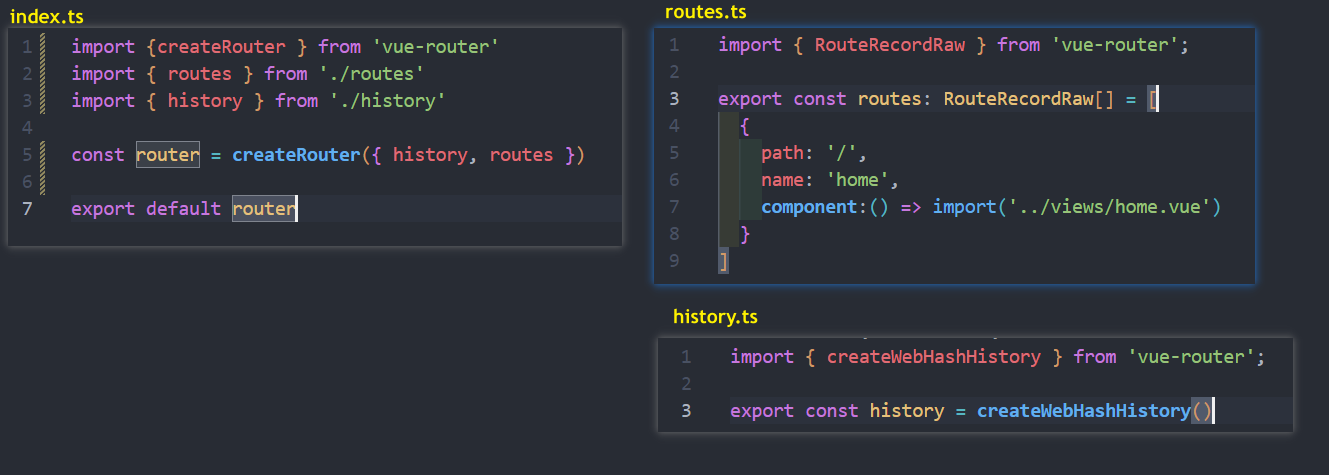 index.ts
1 import {createRouter } from 'vue-router'
2 import { routes } from './routes'
3 import { history } from './history'
4
5 const router = createRouter({ history, routes })
6
7 export default router
routes.ts
1 import { RouteRecordRaw } from 'vue-router';
2
3 export const routes: RouteRecordRaw[] = [
4 {
5 path: '/',
6 name: 'home',
7 component:() => import('../views/home.vue')
8 }
9 ]
history.ts
1 import { createWebHashHistory } from 'vue-router';
2
3 export const history = createWebHashHistory()